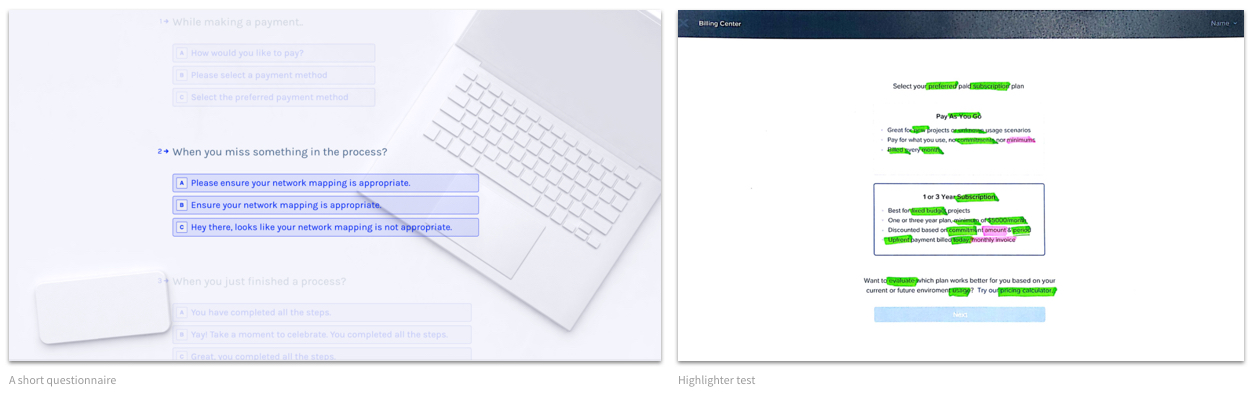 1→ While making a payment.
A How would you like to pay?
B Please select a payment method
C Select the preferred payment method
2→ When you miss something in the process?
A Please ensure your network mapping is appropriate.
B Ensure your network mapping is appropriate.
C Hey there, looks like your network mapping is not appropriate.
3→ When you just finished a process?
A You have completed all the steps.
B Yay! Take a moment to celebrate. You completed all the steps.
C Great, you completed all the steps.
A short questionnaire
Billing Center
Name
Select your preferred paid subscription plan
Pay As You Go
Great for new projects or unknown usage scenarios
Pay for what you use, no commitments nor minimums
Billed every month
1 or 3 Year Subscription
Best for fixed budget projects
One or three year plan, minimum of $5000/month
Discounted based on commitment amount & period
Upfront payment billed today, monthly invoice
Want to evaluate which plan works better for you based on your
current or future enviroment usage? Try our pricing calculator
Highlighter test